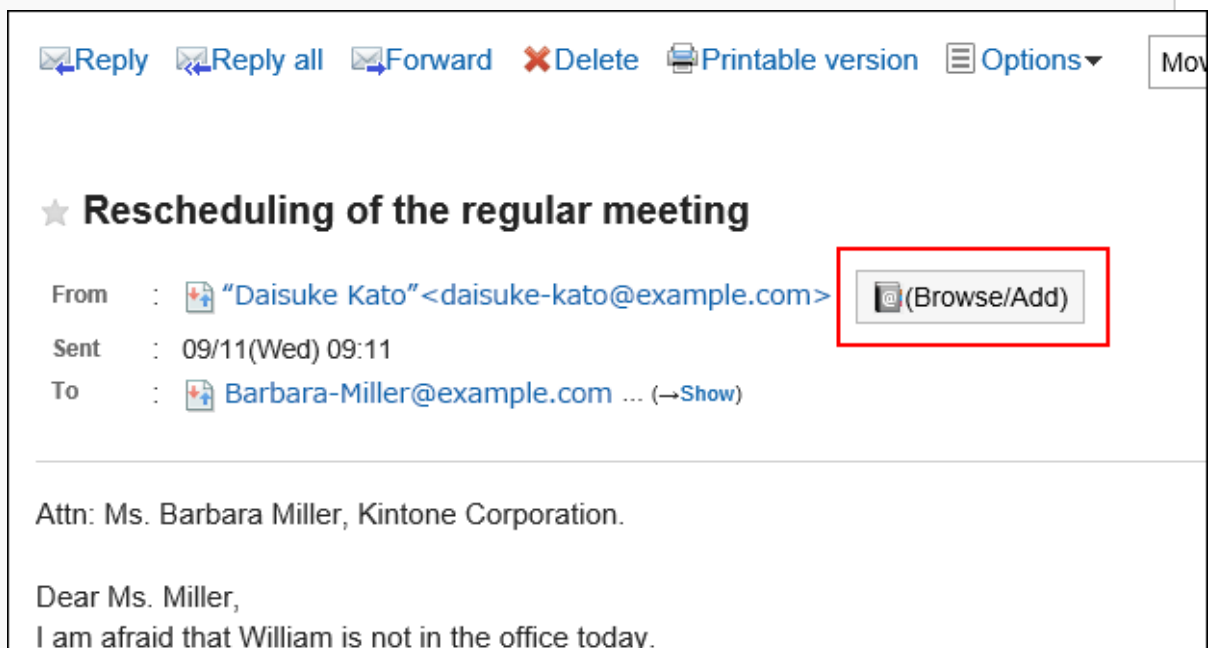 Reply Reply all Forward Delete Printable version Options
Rescheduling of the regular meeting
From : “Daisuke Kato”<daisuke-kato@example.com> (Browse/Add)
Sent : 09/11(Wed) 09:11
To : Barbara-Miller@example.com ... (→Show)
Attn: Ms. Barbara Miller, Kintone Corporation.
Dear Ms. Miller,
I am afraid that William is not in the office today.